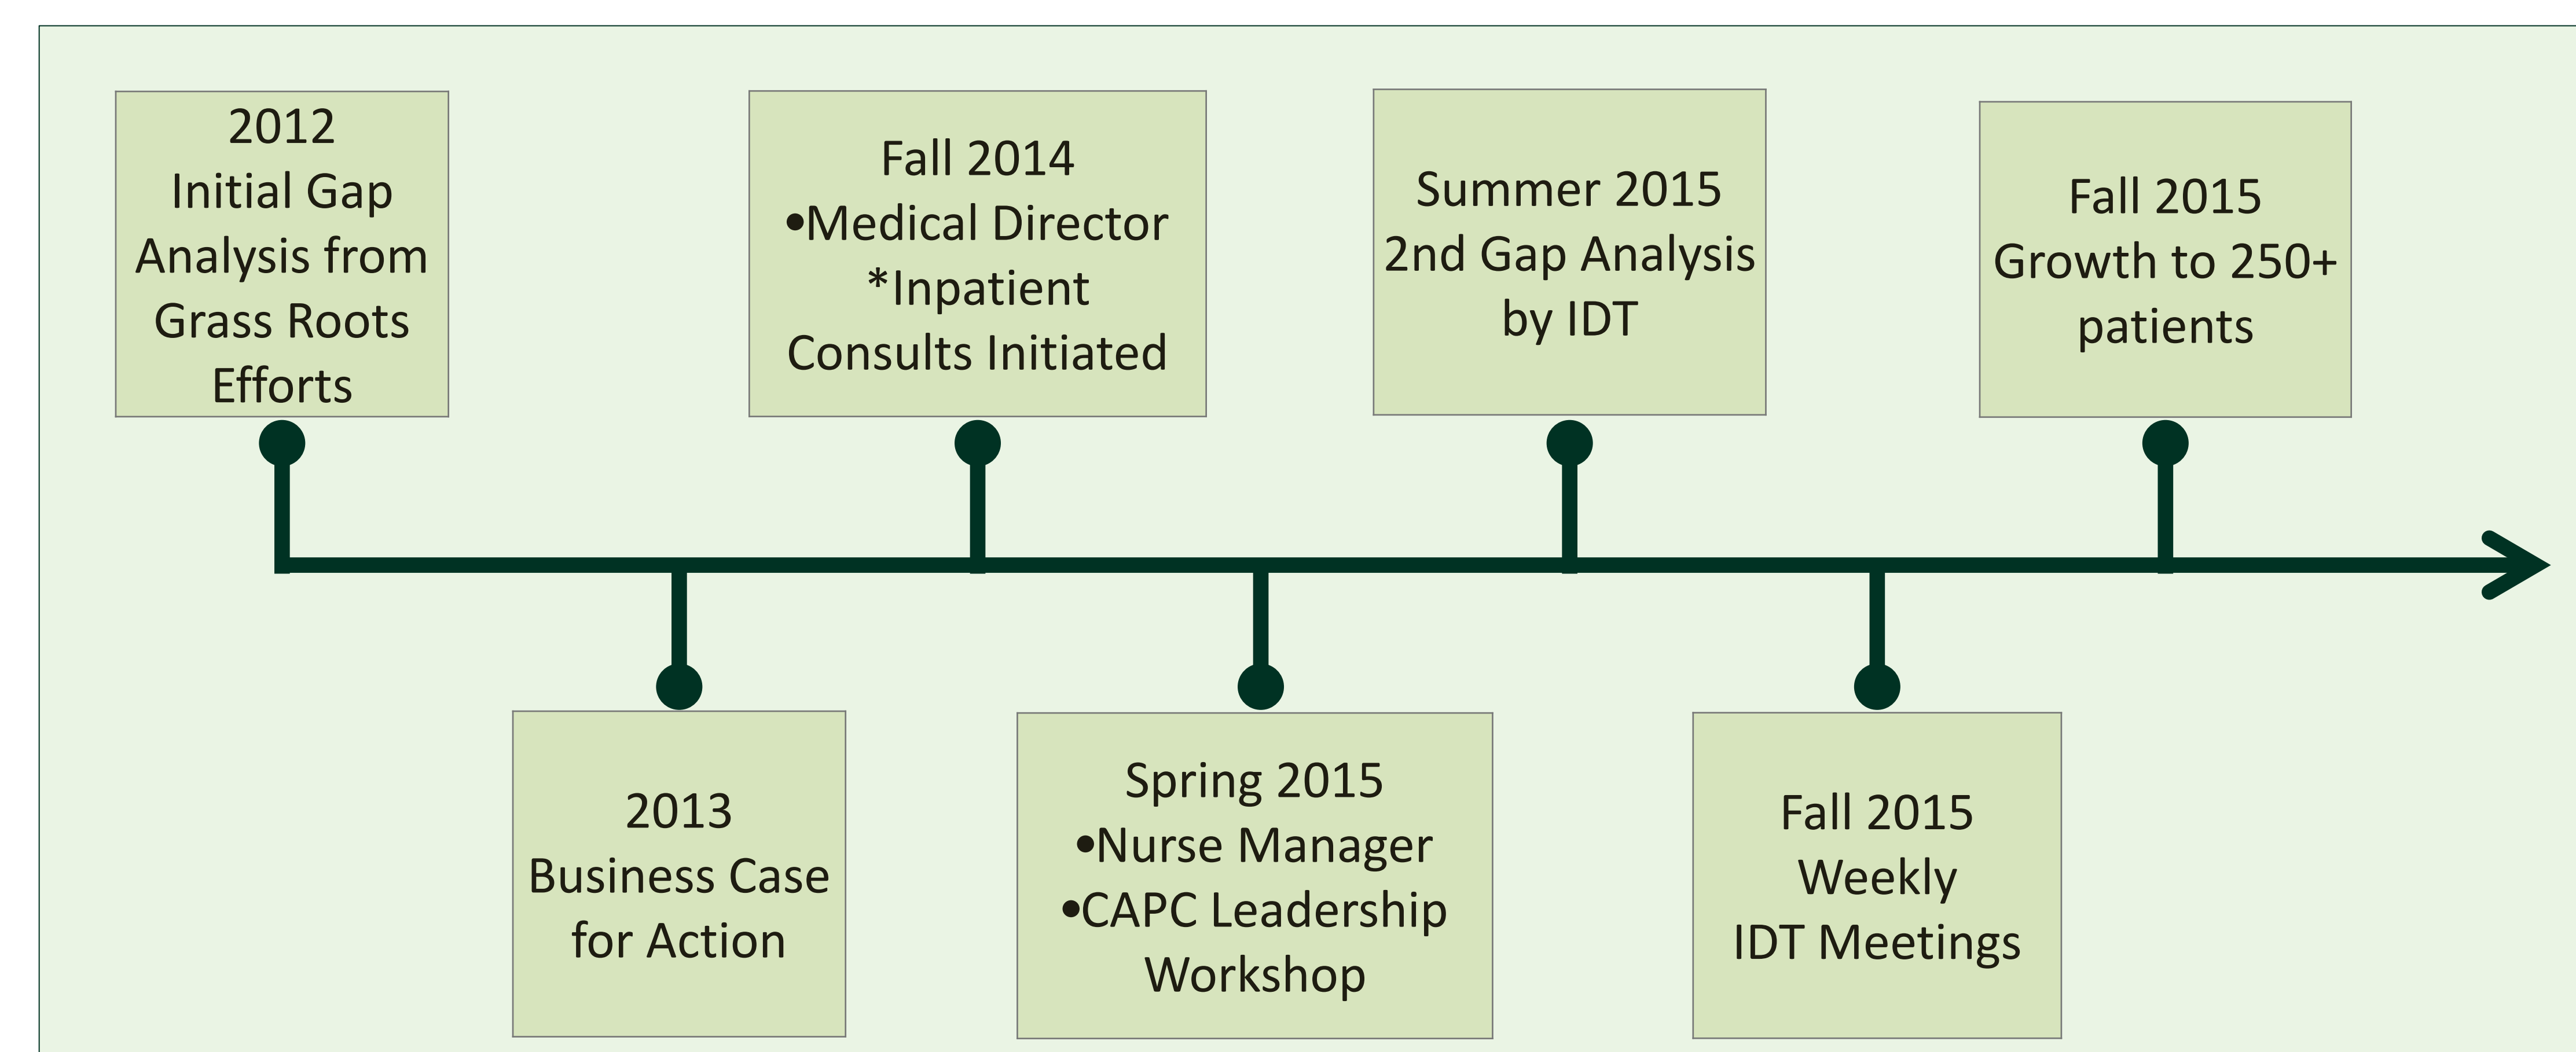 2012
Initial Gap
Analysis from
Grass Roots
Efforts
2013
Business Case
for Action
Fall 2014
•Medical Director
*Inpatient
Consults Initiated
Spring 2015
•Nurse Manager
•CAPC Leadership
Workshop
Summer 2015
2nd Gap Analysis
by IDT
Fall 2015
Weekly
IDT Meetings
Fall 2015
Growth to 250+
patients